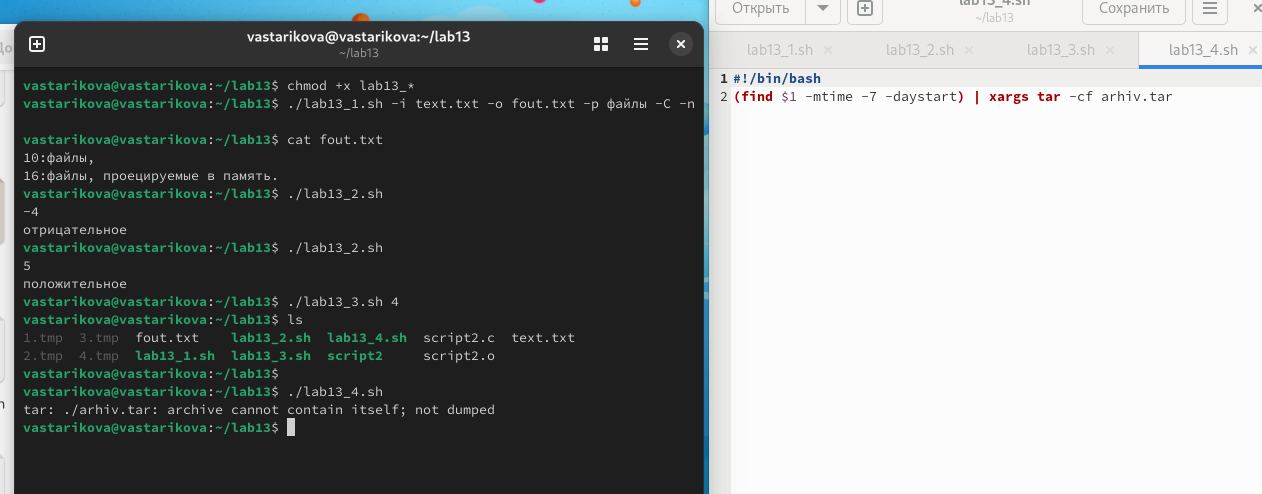 vastarikova@vastarikova:~/lab13
~/lab13
vastarikova@vastarikova:~/lab13$ chmod +x lab13_*
vastarikova@vastarikova:~/lab13$ ./lab13_1.sh -i text.txt -o fout.txt -p файлы -C -n
vastarikova@vastarikova:~/lab13$ cat fout.txt
10:файлы,
16:файлы, проецируемые в память.
vastarikova@vastarikova:~/lab13$ ./lab13_2.sh
-4
отрицательное
vastarikova@vastarikova:~/lab13$ ./lab13_2.sh
5
положительное
vastarikova@vastarikova:~/lab13$ ./lab13_3.sh 4
vastarikova@vastarikova:~/lab13$ ls
1.tmp 3.tmp fout.txt lab13_2.sh lab13_4.sh script2.c text.txt
2.tmp 4.tmp lab13_1.sh lab13_3.sh script2 script2.o
vastarikova@vastarikova:~/lab13$
vastarikova@vastarikova:~/lab13$ ./lab13_4.sh
tar: ./arhiv.tar: archive cannot contain itself; not dumped
vastarikova@vastarikova:~/lab13$
Открыть
lab13_4.sh
~/lab13
Сохранить
lab13_1.sh
lab13_2.sh
lab13_3.sh
lab13_4.sh
1 #!/bin/bash
2 (find $1 -mtime -7 -daystart) | xargs tar -cf arhiv.tar